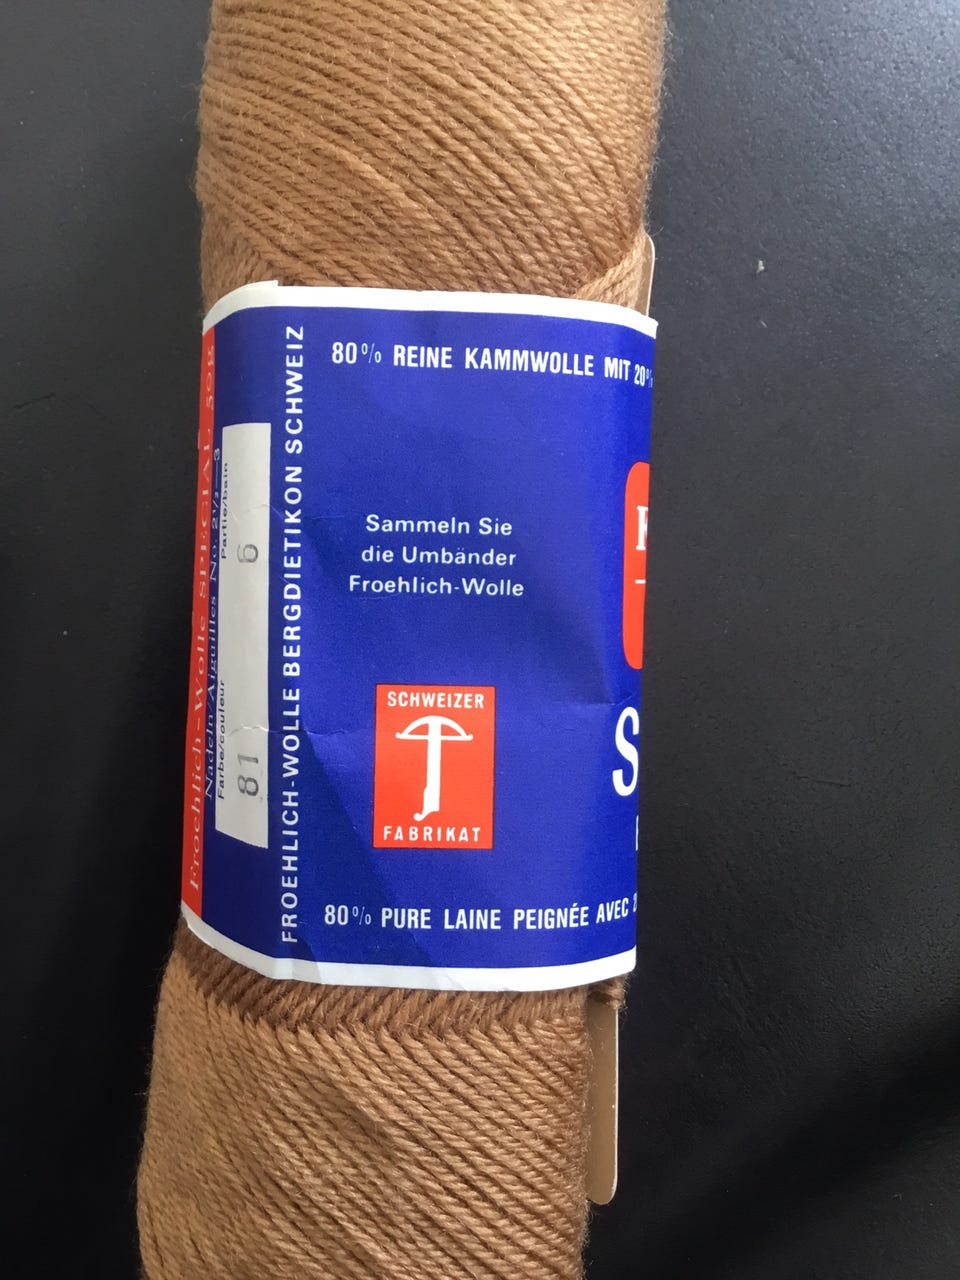 80% REINE KAMMWOLLE MIT 20%
Froehlich-Wolle SPECIAL 50g
Nadeln/Aiguilles No. 2½—3
Farbe/couleur Partie/bain
81 6
FROEHLICH-WOLLE BERGDIETIKON SCHWEIZ
Sammeln Sie
die Umbänder
Froehlich-Wolle
SCHWEIZER
FABRIKAT
S
80% PURE LAINE PEIGNÉE AVEC